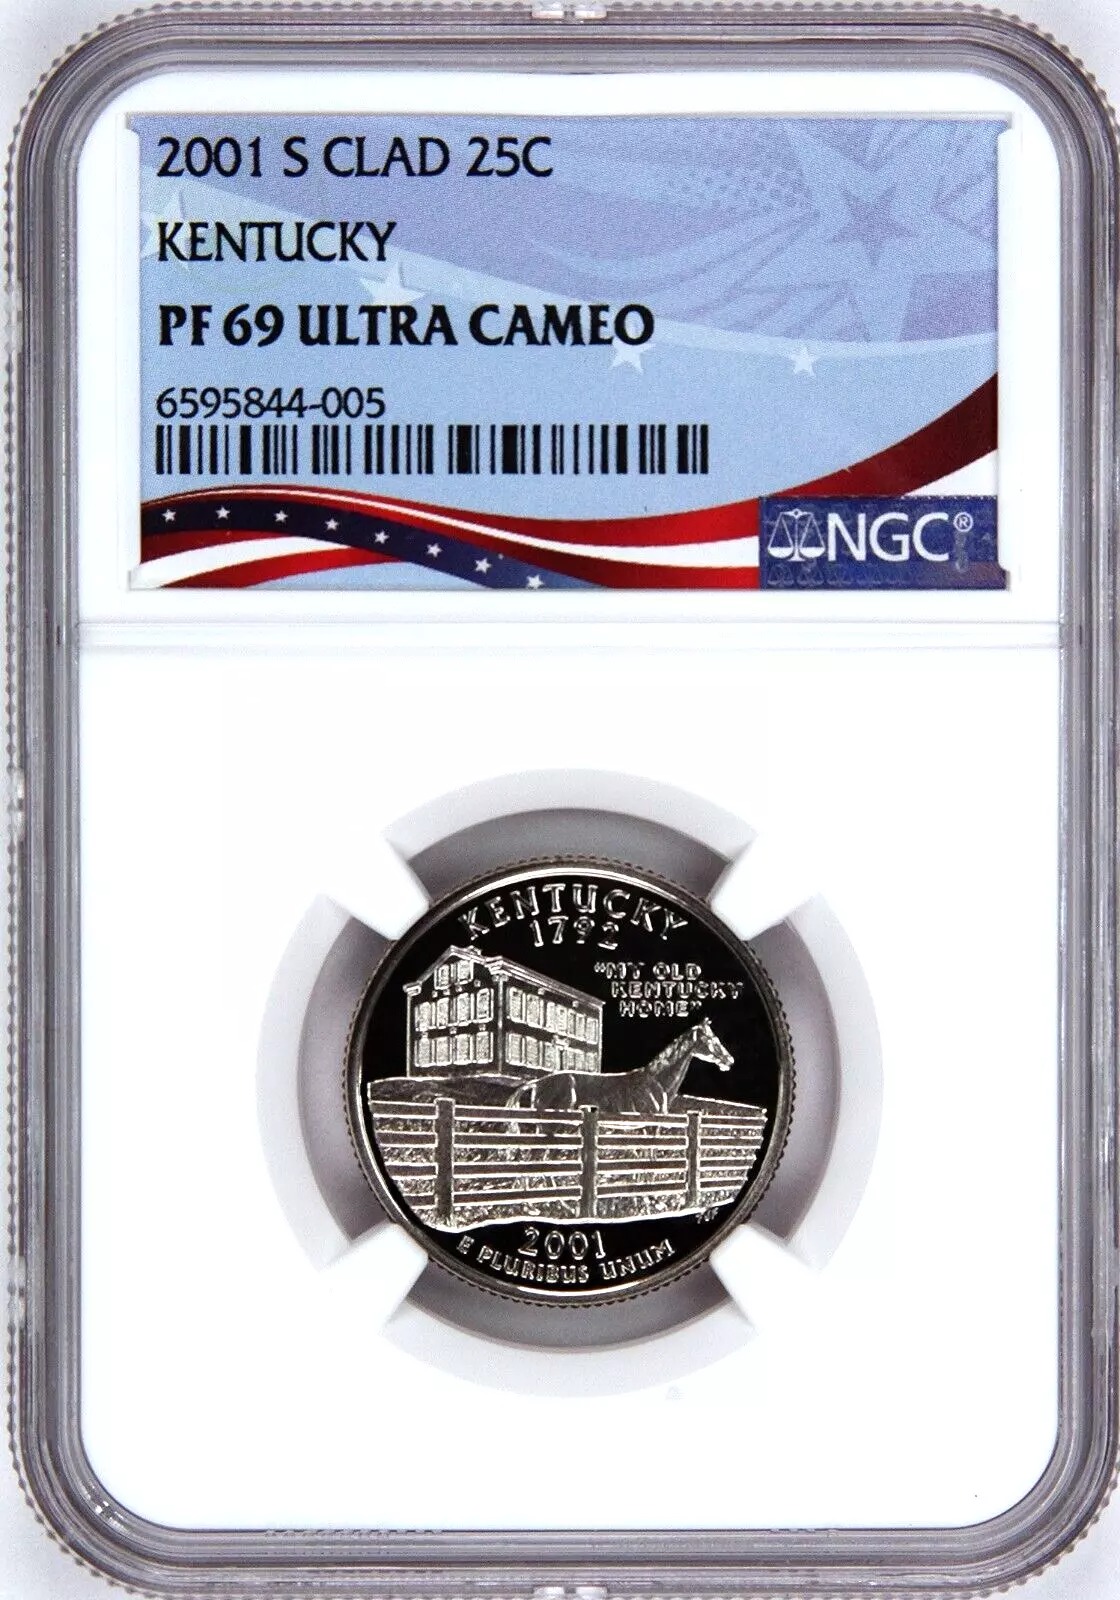 2001 S CLAD 25C
KENTUCKY
PF 69 ULTRA CAMEO
6595844-005
NGC®
KENTUCKY
1792
"MY OLD
KENTUCKY
HOME"
2001
E PLURIBUS UNUM